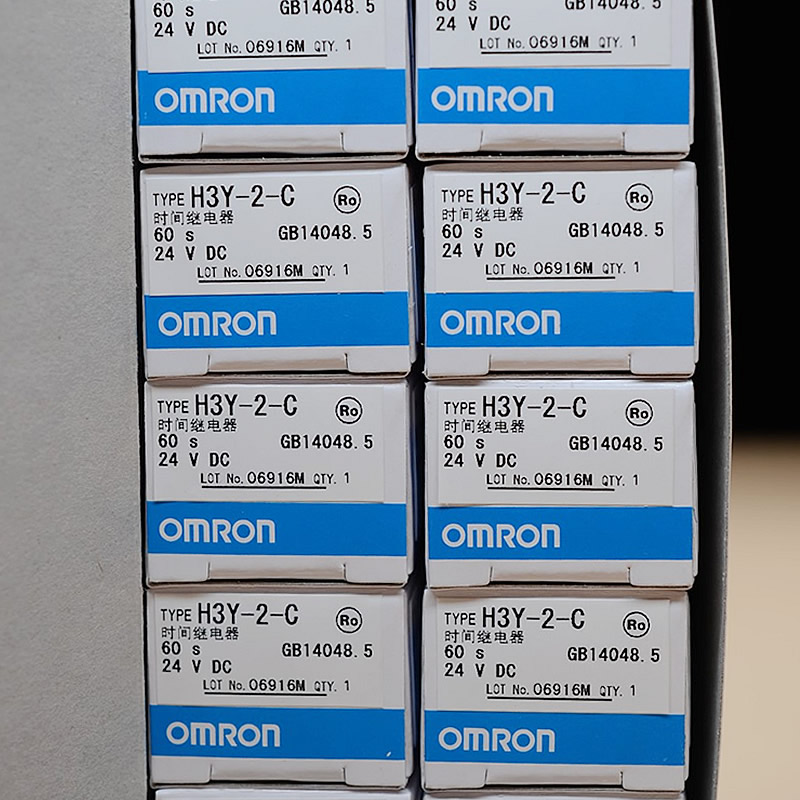 60 s GB14048.5
24 V DC
LOT No. 06916M QTY. 1
OMRON
60 s GB14048.5
24 V DC
LOT No. 06916M QTY. 1
OMRON
TYPE H3Y-2-C Ro
时间继电器
60 s GB14048.5
24 V DC
LOT No. 06916M QTY. 1
OMRON
TYPE H3Y-2-C Ro
时间继电器
60 s GB14048.5
24 V DC
LOT No. 06916M QTY. 1
OMRON
TYPE H3Y-2-C Ro
时间继电器
60 s GB14048.5
24 V DC
LOT No. 06916M QTY. 1
OMRON
TYPE H3Y-2-C Ro
时间继电器
60 s GB14048.5
24 V DC
LOT No. 06916M QTY. 1
OMRON
TYPE H3Y-2-C Ro
时间继电器
60 s GB14048.5
24 V DC
LOT No. 06916M QTY. 1
OMRON
TYPE H3Y-2-C Ro
时间继电器
60 s GB14048.5
24 V DC
LOT No. 06916M QTY. 1
OMRON